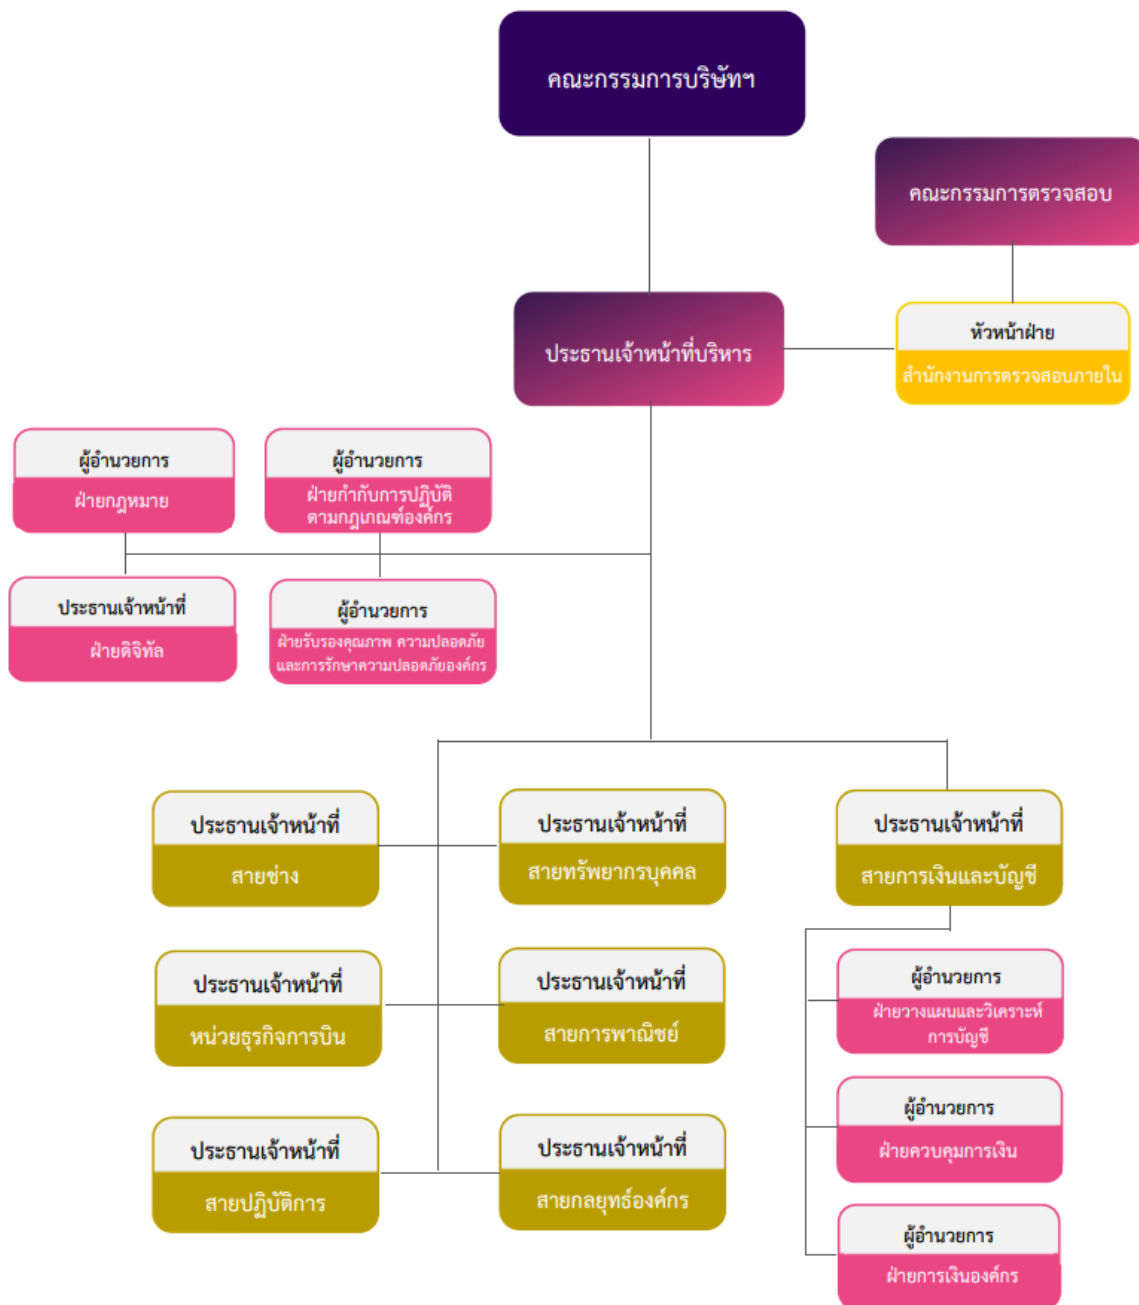 คณะกรรมการบริษัทฯ
คณะกรรมการตรวจสอบ
ประธานเจ้าหน้าที่บริหาร
หัวหน้าฝ่าย
สำนักงานการตรวจสอบภายใน
ผู้อำนวยการ
ฝ่ายกฎหมาย
ผู้อำนวยการ
ฝ่ายกำกับการปฏิบัติ
ตามกฎเกณฑ์องค์กร
ประธานเจ้าหน้าที่
ฝ่ายดิจิทัล
ผู้อำนวยการ
ฝ่ายรับรองคุณภาพ ความปลอดภัย
และการรักษาความปลอดภัยองค์กร
ประธานเจ้าหน้าที่
สายช่าง
ประธานเจ้าหน้าที่
สายทรัพยากรบุคคล
ประธานเจ้าหน้าที่
สายการเงินและบัญชี
ประธานเจ้าหน้าที่
หน่วยธุรกิจการบิน
ประธานเจ้าหน้าที่
สายการพาณิชย์
ผู้อำนวยการ
ฝ่ายวางแผนและวิเคราะห์
การบัญชี
ประธานเจ้าหน้าที่
สายปฏิบัติการ
ประธานเจ้าหน้าที่
สายกลยุทธ์องค์กร
ผู้อำนวยการ
ฝ่ายควบคุมการเงิน
ผู้อำนวยการ
ฝ่ายการเงินองค์กร